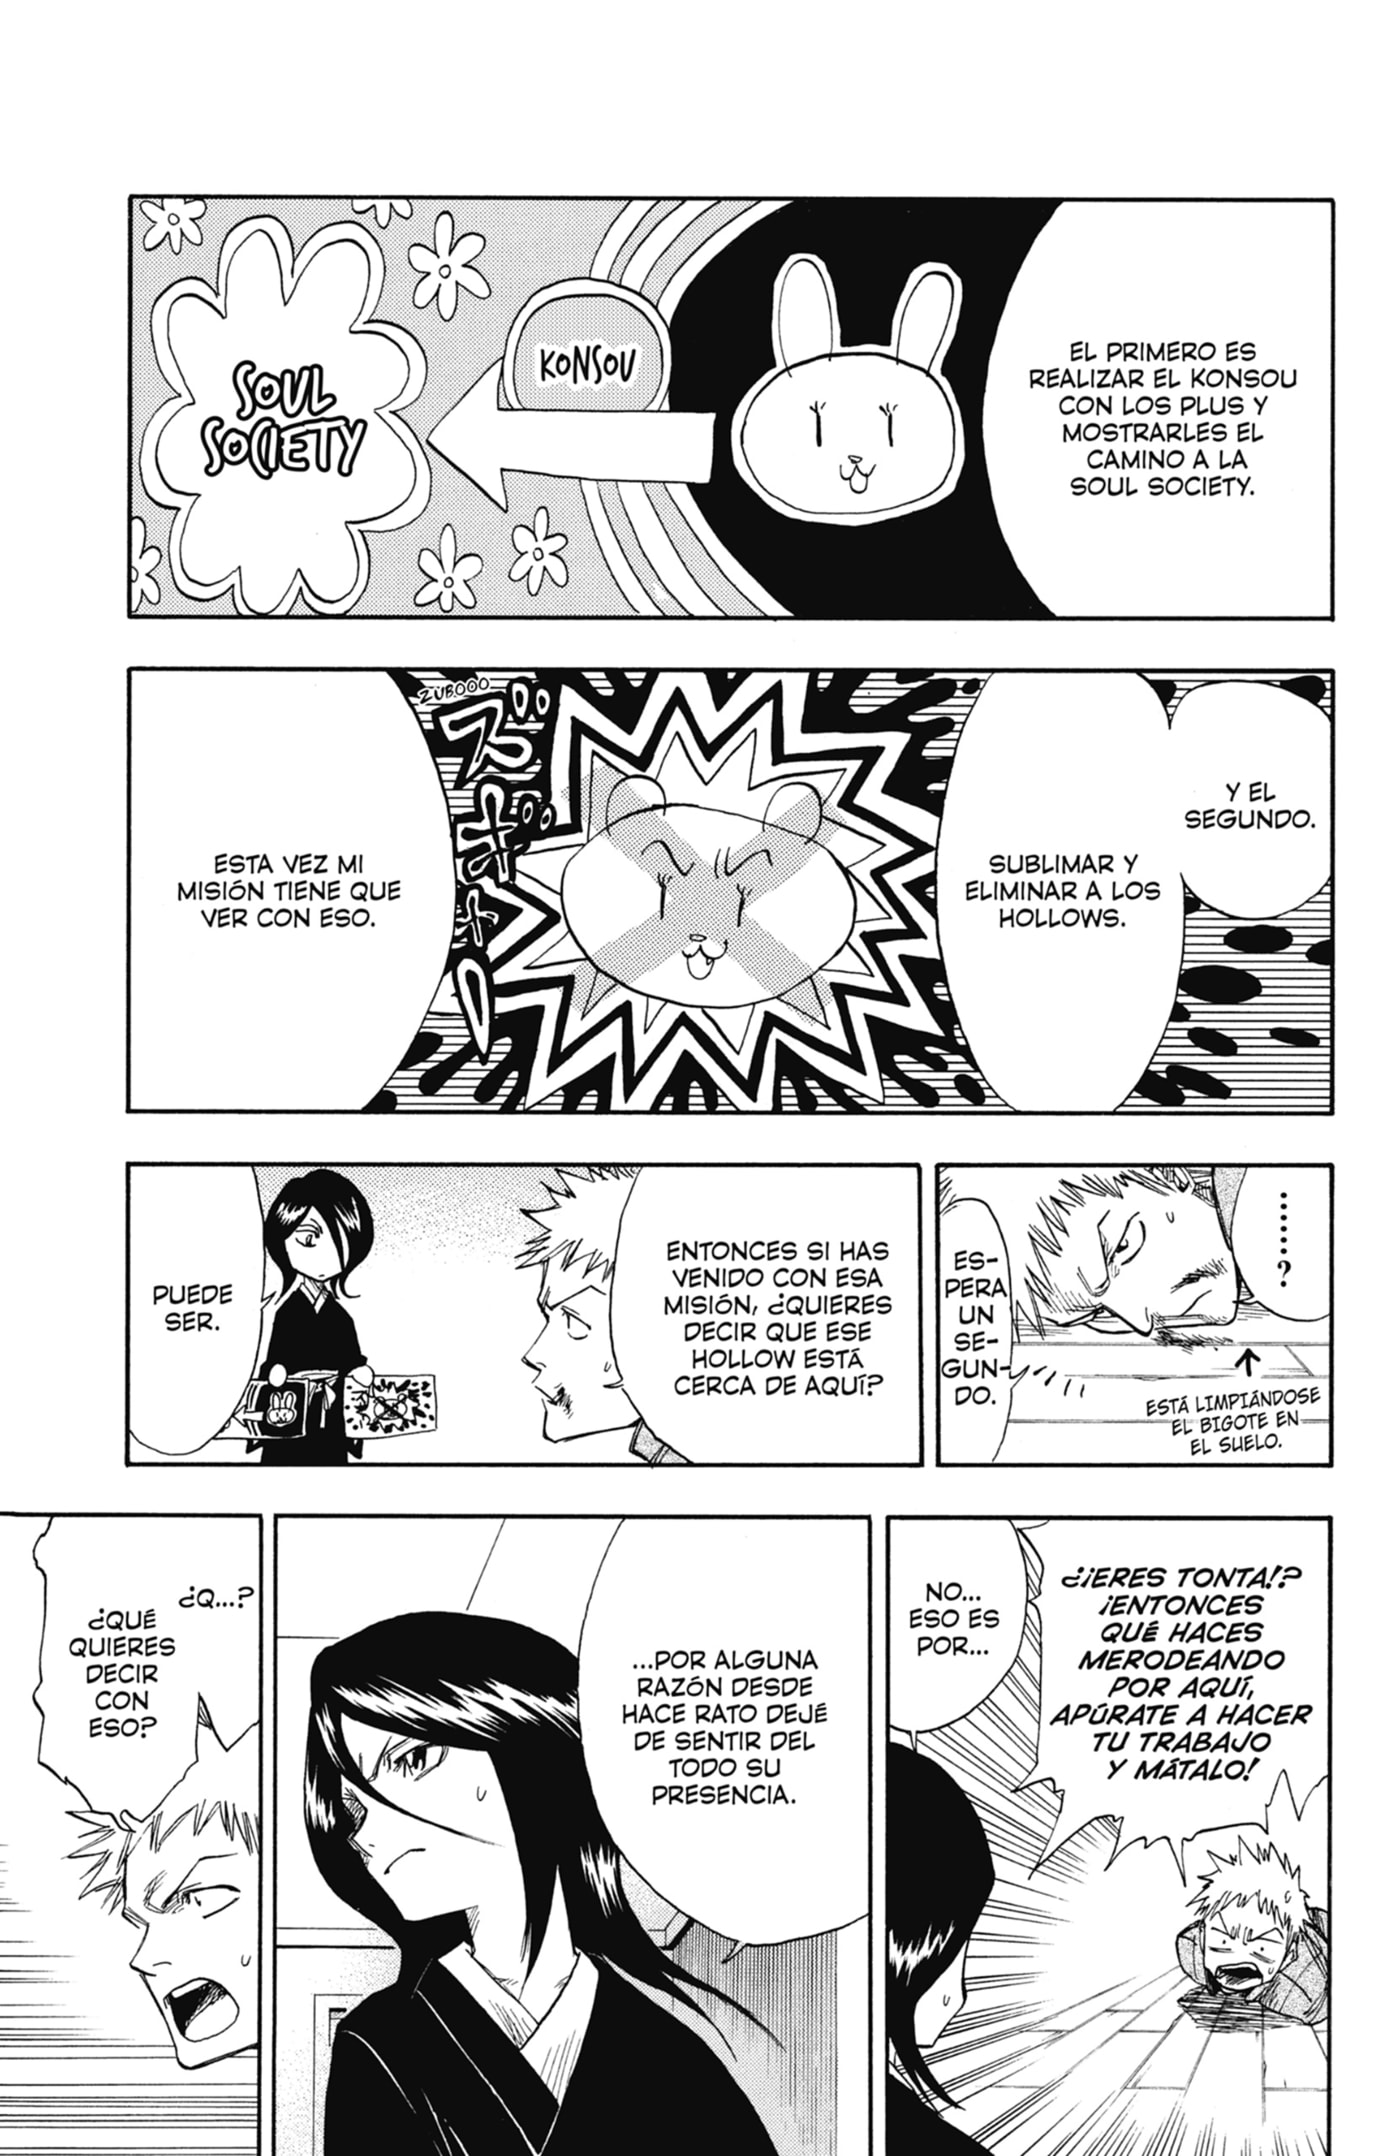 EL PRIMERO ES
REALIZAR EL KONSOU
CON LOS PLUS Y
MOSTRARLES EL
CAMINO A LA
SOUL SOCIETY.
KONSOU
SOUL
SOCIETY
Y EL
SEGUNDO.
SUBLIMAR Y
ELIMINAR A LOS
HOLLOWS.
ZUBOOO
ズギャー
ESTA VEZ MI
MISIÓN TIENE QUE
VER CON ESO.
......?
ESTÁ LIMPIÁNDOSE
EL BIGOTE EN
EL SUELO.
ES-
PERA
UN
SE-
GUN-
DO.
ENTONCES SI HAS
VENIDO CON ESA
MISIÓN, ¿QUIERES
DECIR QUE ESE
HOLLOW ESTÁ
CERCA DE AQUÍ?
PUEDE
SER.
¿¡ERES TONTA!?
¡ENTONCES
QUÉ HACES
MERODEANDO
POR AQUÍ,
APÚRATE A HACER
TU TRABAJO
Y MÁTALO!
NO...
ESO ES
POR...
...POR ALGUNA
RAZÓN DESDE
HACE RATO DEJÉ
DE SENTIR DEL
TODO SU
PRESENCIA.
¿Q...?
¿QUÉ
QUIERES
DECIR
CON
ESO?